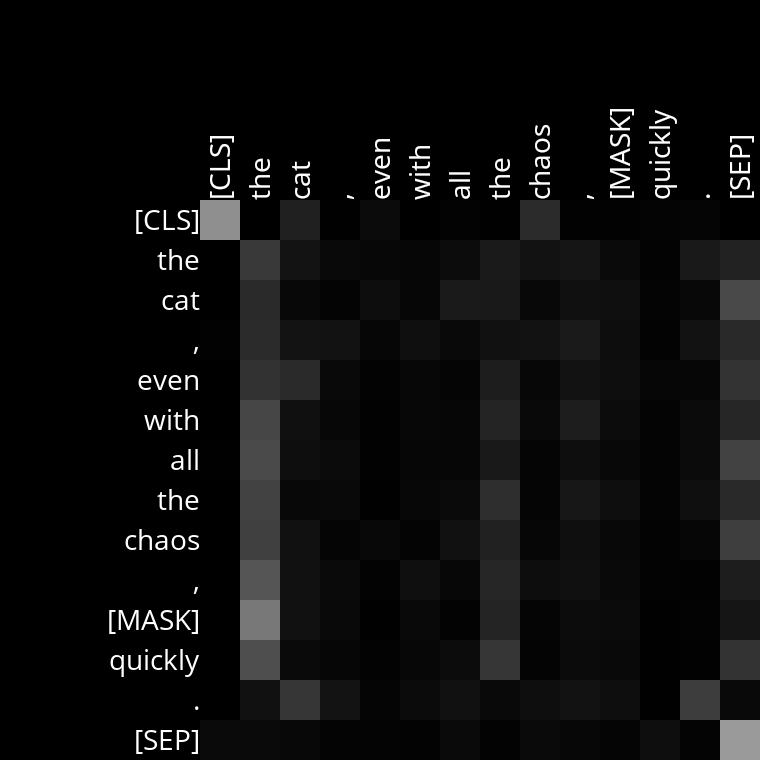 [CLS] the cat , even with all the chaos , [MASK] quickly . [SEP]
[CLS]
the
cat
,
even
with
all
the
chaos
,
[MASK]
quickly
.
[SEP]